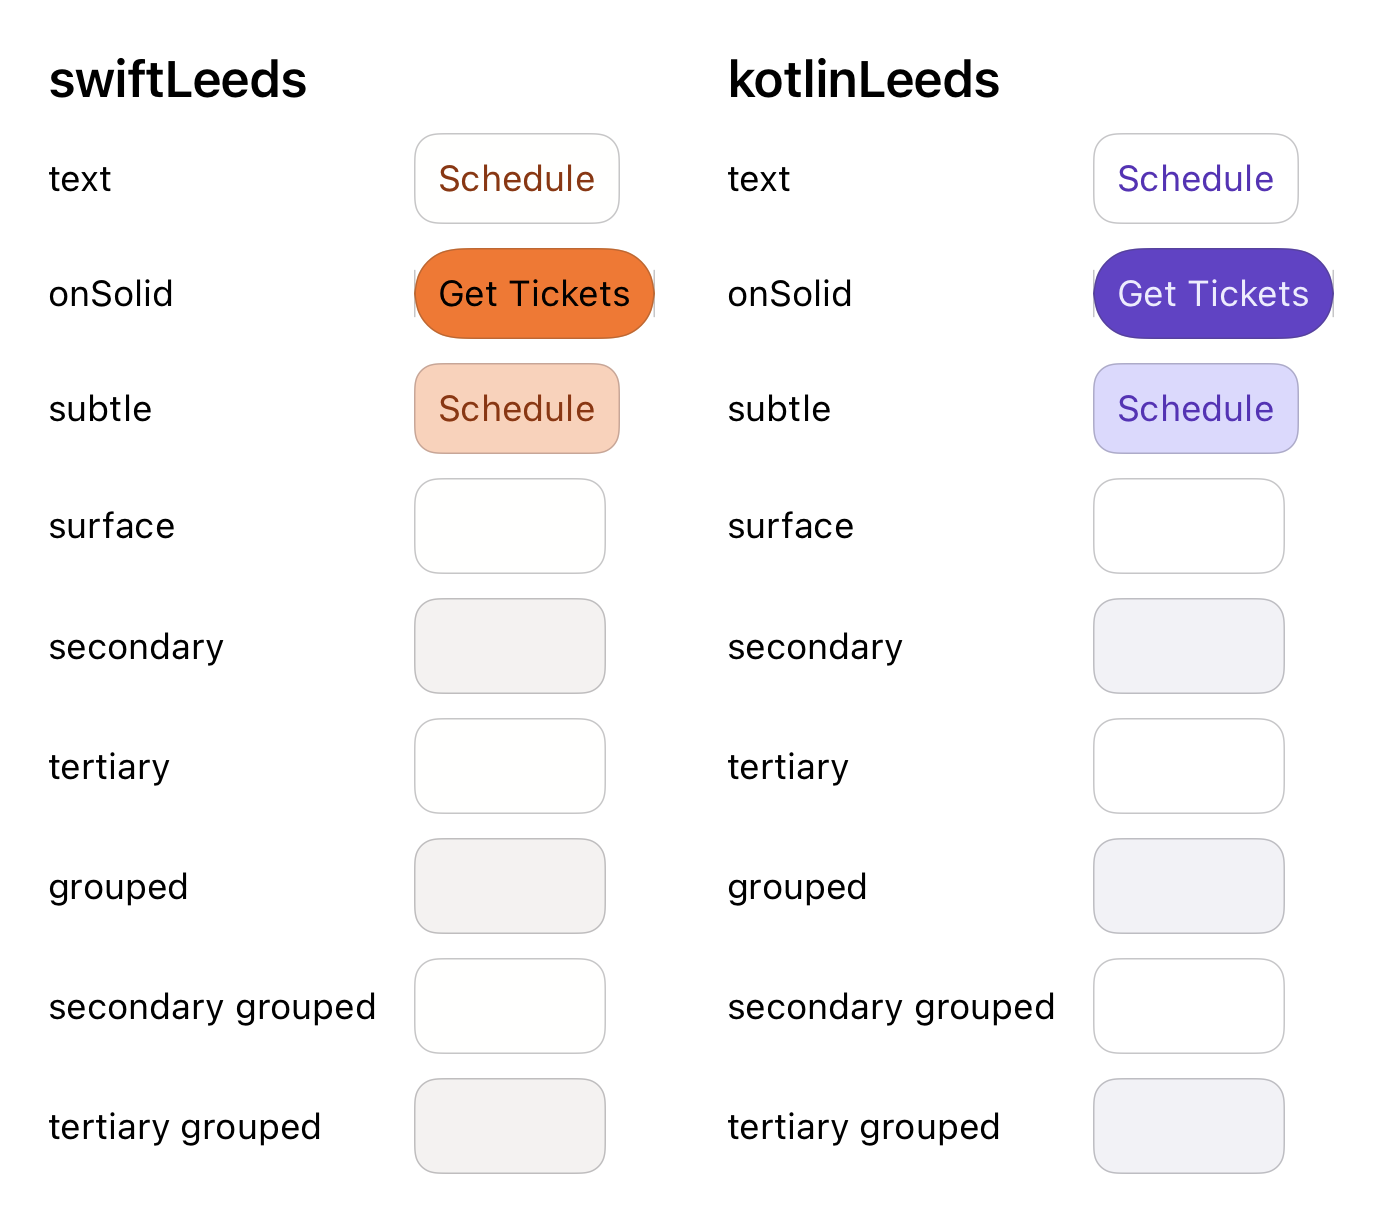 swiftLeeds
text Schedule
onSolid Get Tickets
subtle Schedule
surface
secondary
tertiary
grouped
secondary grouped
tertiary grouped
kotlinLeeds
text Schedule
onSolid Get Tickets
subtle Schedule
surface
secondary
tertiary
grouped
secondary grouped
tertiary grouped